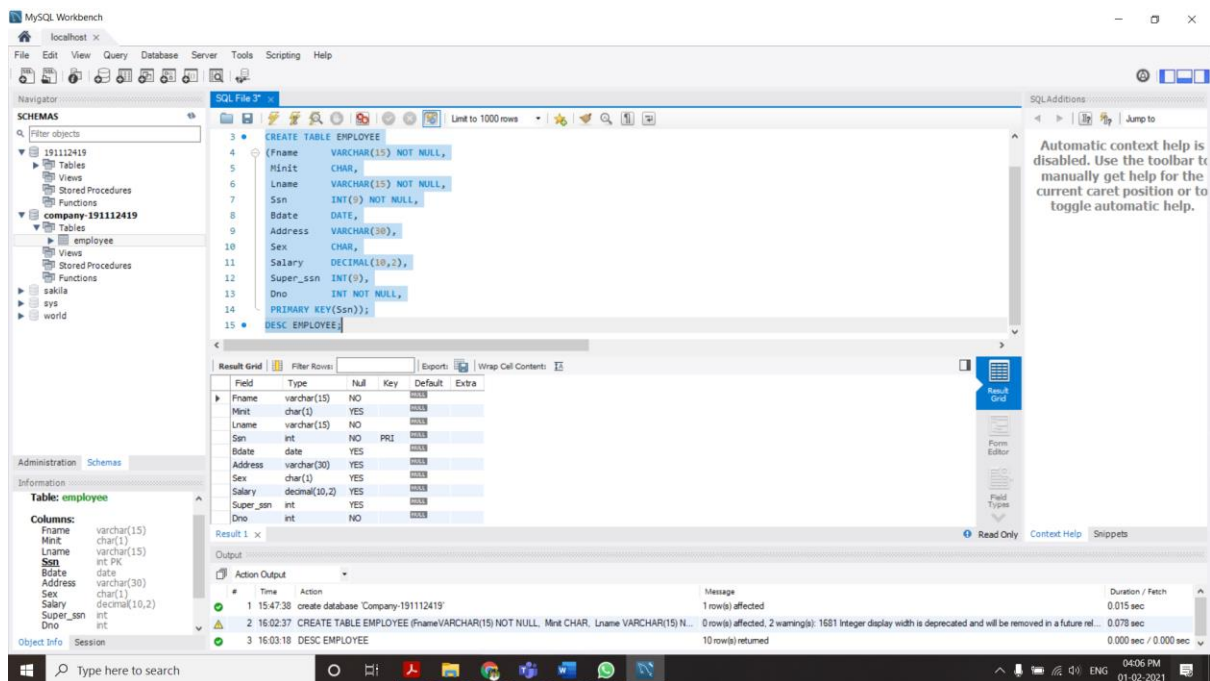 MySQL Workbench
localhost ×
File Edit View Query Database Server Tools Scripting Help
Navigator
SCHEMAS
Filter objects
191112419
Tables
Views
Stored Procedures
Functions
company-191112419
Tables
employee
Views
Stored Procedures
Functions
sakila
sys
world
Administration Schemas
Information
Table: employee
Columns:
Fname varchar(15)
Minit char(1)
Lname varchar(15)
Ssn int PK
Bdate date
Address varchar(30)
Sex char(1)
Salary decimal(10,2)
Super_ssn int
Dno int
Object Info Session
SQL File 3* ×
Limit to 1000 rows
3 CREATE TABLE EMPLOYEE
4 (Fname VARCHAR(15) NOT NULL,
5 Minit CHAR,
6 Lname VARCHAR(15) NOT NULL,
7 Ssn INT(9) NOT NULL,
8 Bdate DATE,
9 Address VARCHAR(30),
10 Sex CHAR,
11 Salary DECIMAL(10,2),
12 Super_ssn INT(9),
13 Dno INT NOT NULL,
14 PRIMARY KEY(Ssn));
15 DESC EMPLOYEE;
Result Grid Filter Rows: Export: Wrap Cell Content:
Field Type Null Key Default Extra
Fname varchar(15) NO NULL
Minit char(1) YES NULL
Lname varchar(15) NO NULL
Ssn int NO PRI NULL
Bdate date YES NULL
Address varchar(30) YES NULL
Sex char(1) YES NULL
Salary decimal(10,2) YES NULL
Super_ssn int YES NULL
Dno int NO NULL
Result Grid
Form Editor
Field Types
Result 1 ×
Read Only
Output
Action Output
# Time Action Message Duration / Fetch
1 15:47:38 create database 'Company-191112419' 1 row(s) affected 0.015 sec
2 16:02:37 CREATE TABLE EMPLOYEE (FnameVARCHAR(15) NOT NULL, Minit CHAR, Lname VARCHAR(15) N... 0 row(s) affected, 2 warning(s): 1681 Integer display width is deprecated and will be removed in a future rel... 0.078 sec
3 16:03:18 DESC EMPLOYEE 10 row(s) returned 0.000 sec / 0.000 sec
SQLAdditions
Jump to
Automatic context help is
disabled. Use the toolbar to
manually get help for the
current caret position or to
toggle automatic help.
Context Help Snippets
Type here to search
ENG
04:06 PM
01-02-2021